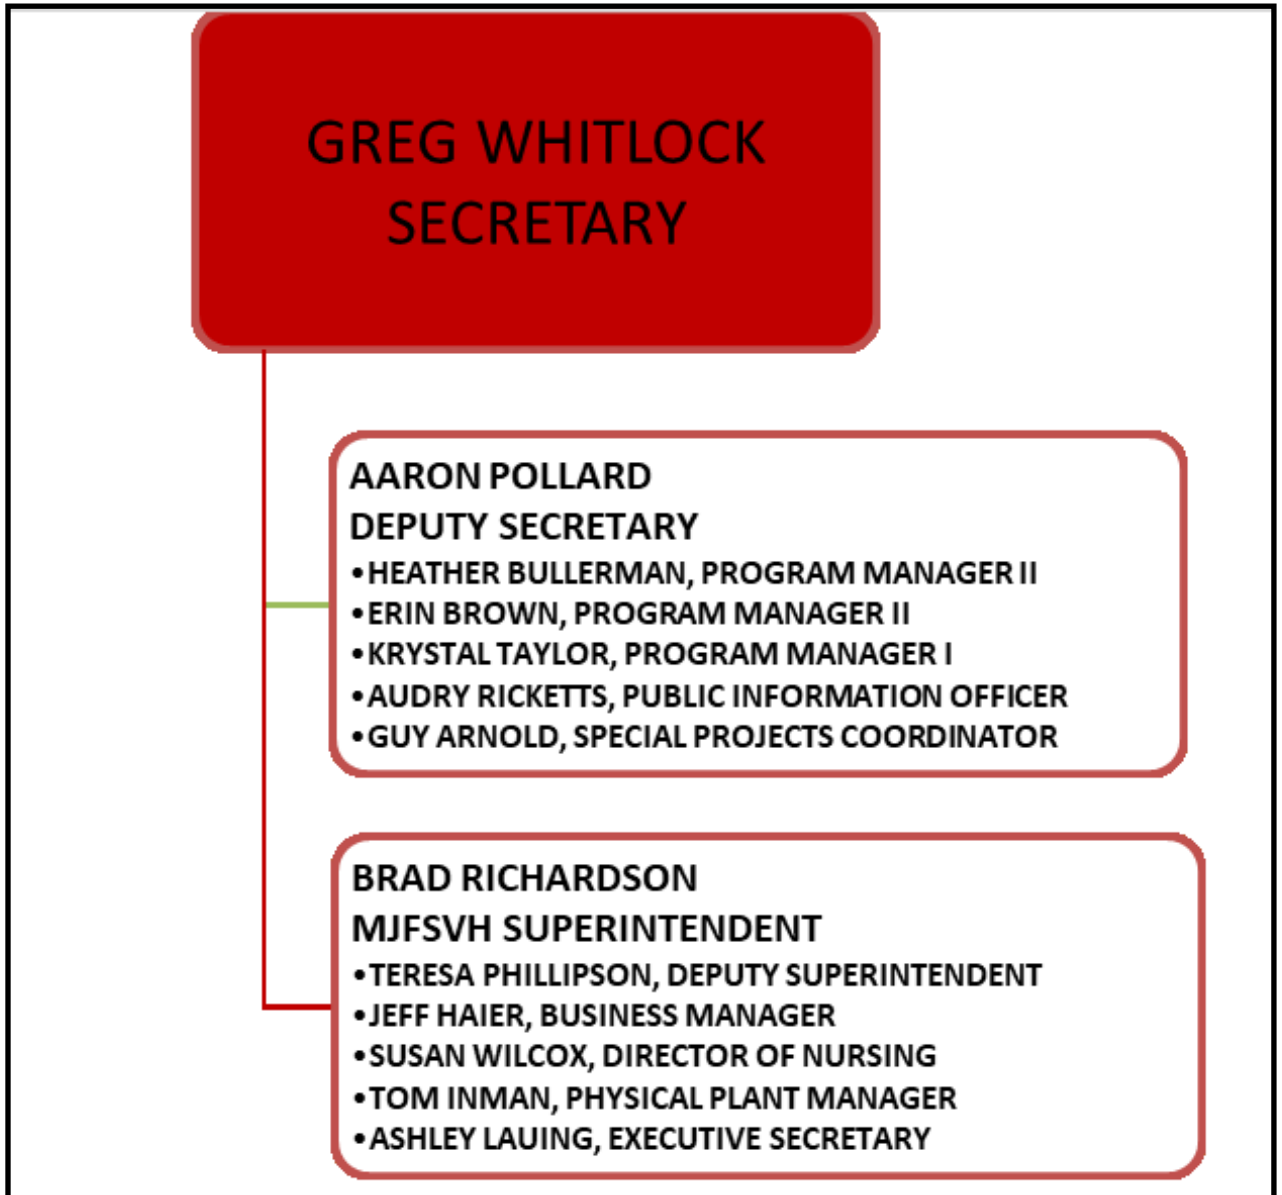 GREG WHITLOCK
SECRETARY
AARON POLLARD
DEPUTY SECRETARY
•HEATHER BULLERMAN, PROGRAM MANAGER II
•ERIN BROWN, PROGRAM MANAGER II
•KRYSTAL TAYLOR, PROGRAM MANAGER I
•AUDRY RICKETTS, PUBLIC INFORMATION OFFICER
•GUY ARNOLD, SPECIAL PROJECTS COORDINATOR
BRAD RICHARDSON
MJFSVH SUPERINTENDENT
•TERESA PHILLIPSON, DEPUTY SUPERINTENDENT
•JEFF HAIER, BUSINESS MANAGER
•SUSAN WILCOX, DIRECTOR OF NURSING
•TOM INMAN, PHYSICAL PLANT MANAGER
•ASHLEY LAUING, EXECUTIVE SECRETARY